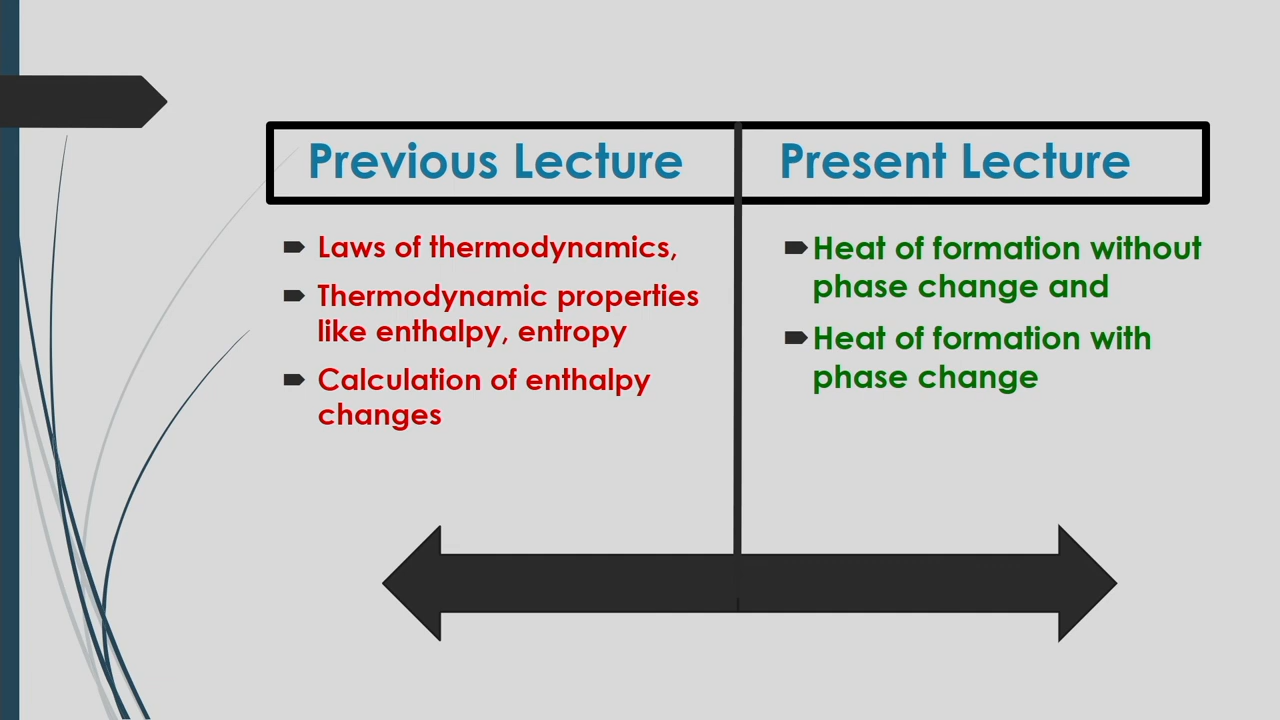 Previous Lecture
Laws of thermodynamics,
Thermodynamic properties
like enthalpy, entropy
Calculation of enthalpy
changes
Present Lecture
Heat of formation without
phase change and
Heat of formation with
phase change